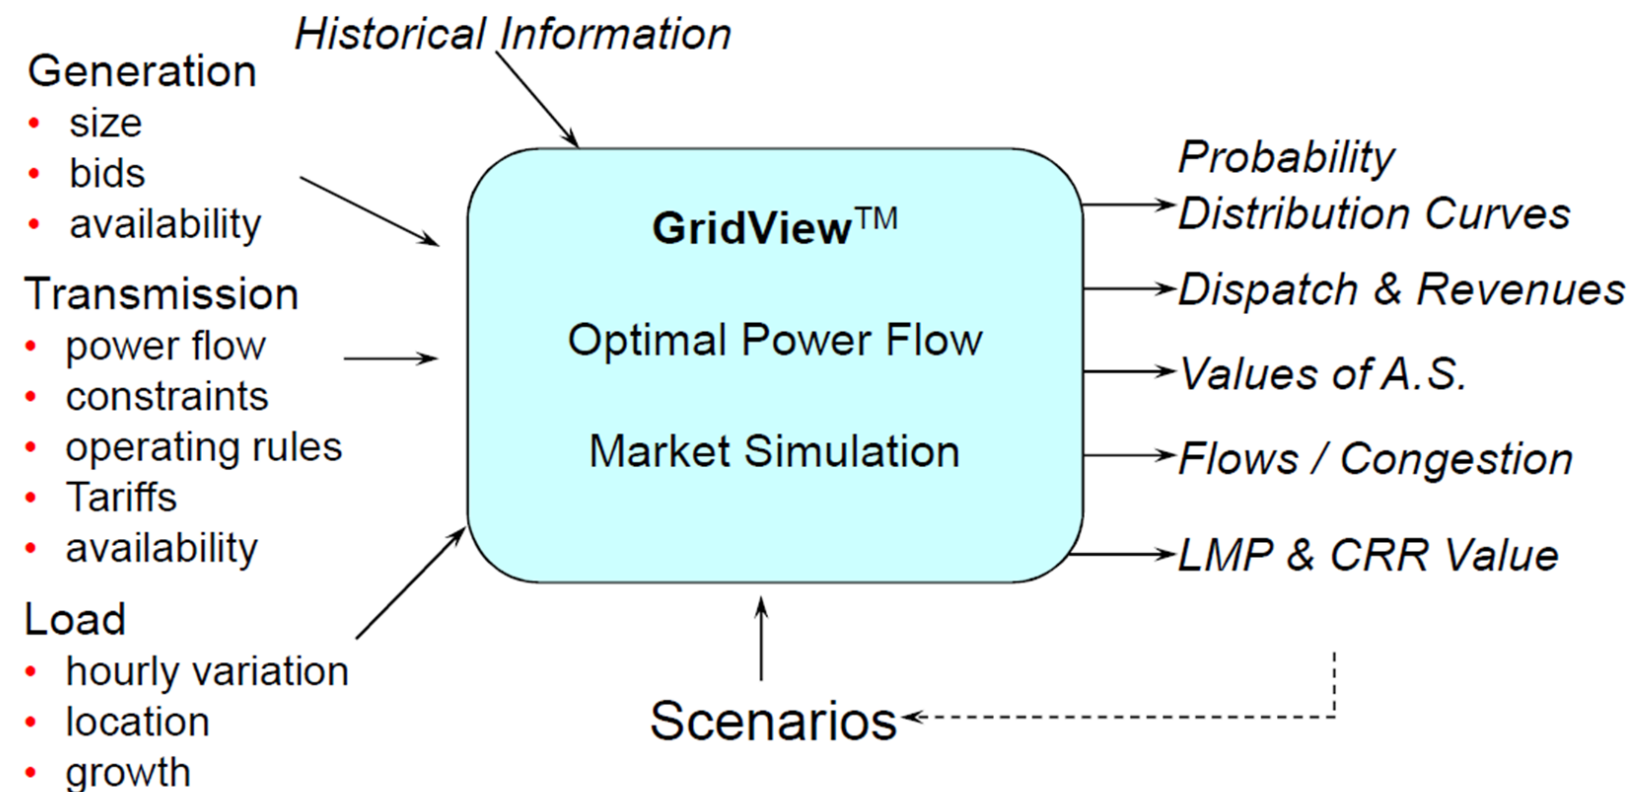 Historical Information
Generation
• size
• bids
• availability
Transmission
• power flow
• constraints
• operating rules
• Tariffs
• availability
Load
• hourly variation
• location
• growth
GridView™
Optimal Power Flow
Market Simulation
Scenarios
Probability
Distribution Curves
Dispatch & Revenues
Values of A.S.
Flows / Congestion
LMP & CRR Value